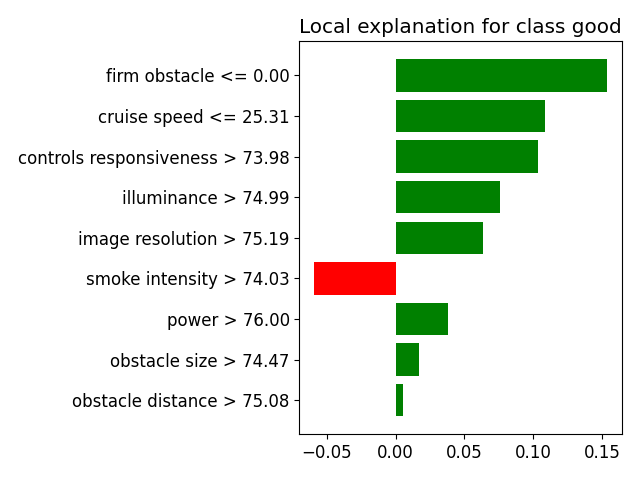 Local explanation for class good
firm obstacle <= 0.00
cruise speed <= 25.31
controls responsiveness > 73.98
illuminance > 74.99
image resolution > 75.19
smoke intensity > 74.03
power > 76.00
obstacle size > 74.47
obstacle distance > 75.08
−0.05 0.00 0.05 0.10 0.15